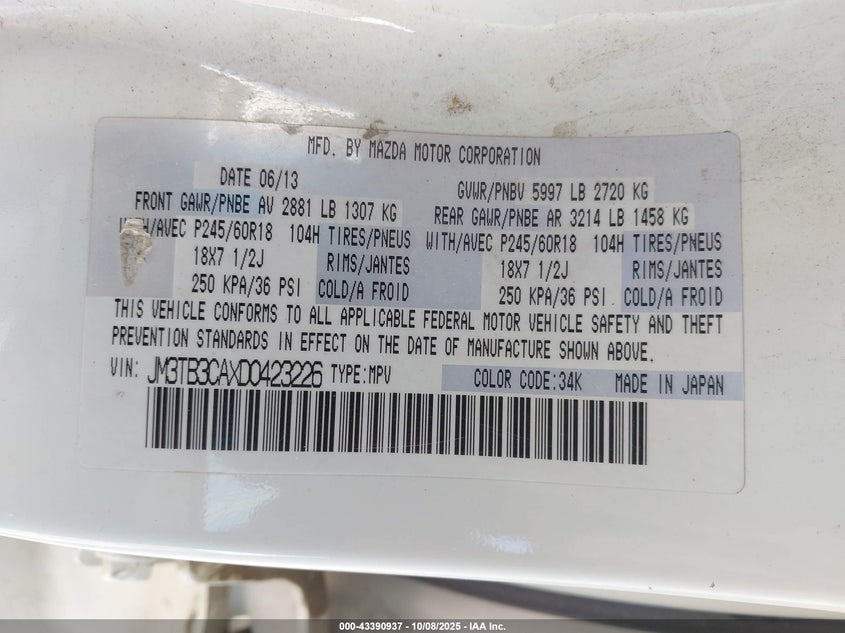 MFD. BY MAZDA MOTOR CORPORATION
DATE 06/13 GVWR/PNBV 5997 LB 2720 KG
FRONT GAWR/PNBE AV 2881 LB 1307 KG REAR GAWR/PNBE AR 3214 LB 1458 KG
WITH/AVEC P245/60R18 104H TIRES/PNEUS WITH/AVEC P245/60R18 104H TIRES/PNEUS
18X7 1/2J RIMS/JANTES 18X7 1/2J RIMS/JANTES
250 KPA/36 PSI COLD/A FROID 250 KPA/36 PSI COLD/A FROID
THIS VEHICLE CONFORMS TO ALL APPLICABLE FEDERAL MOTOR VEHICLE SAFETY AND THEFT
PREVENTION STANDARDS IN EFFECT ON THE DATE OF MANUFACTURE SHOWN ABOVE.
VIN: JM3TB3CAXD0423226 TYPE:MPV COLOR CODE:34K MADE IN JAPAN
000-43390937 - 10/08/2025 - IAA Inc.